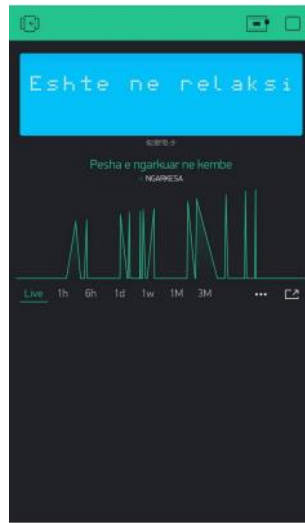 Eshte ne relaksi
Pesha e ngarkuar ne kembe
NGARKESA
Live 1h 6h 1d 1w 1M 3M